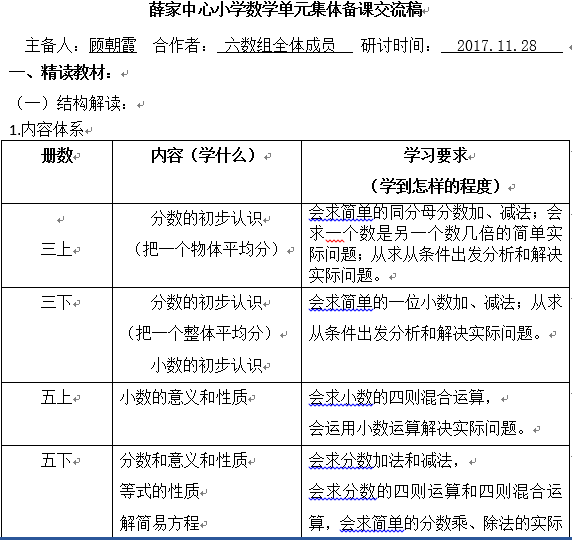 薛家中心小学数学单元集体备课交流稿
主备人：顾朝霞 合作者：六数组全体成员 研讨时间：2017.11.28
一、精读教材：
（一）结构解读：
1.内容体系
册数 内容（学什么） 学习要求
（学到怎样的程度）
三上
分数的初步认识
（把一个物体平均分）
会求简单的同分母分数加、减法；会
求一个数是另一个数几倍的简单实
际问题；从求从条件出发分析和解决
实际问题。
三下
分数的初步认识
（把一个整体平均分）
小数的初步认识
会求简单的一位小数加、减法；从求
从条件出发分析和解决实际问题。
五上
小数的意义和性质
会求小数的四则混合运算，
会运用小数运算解决实际问题。
五下
分数和意义和性质
等式的性质
解简易方程
会求分数加法和减法，
会求分数的四则运算和四则混合运
算，会求简单的分数乘、除法的实际